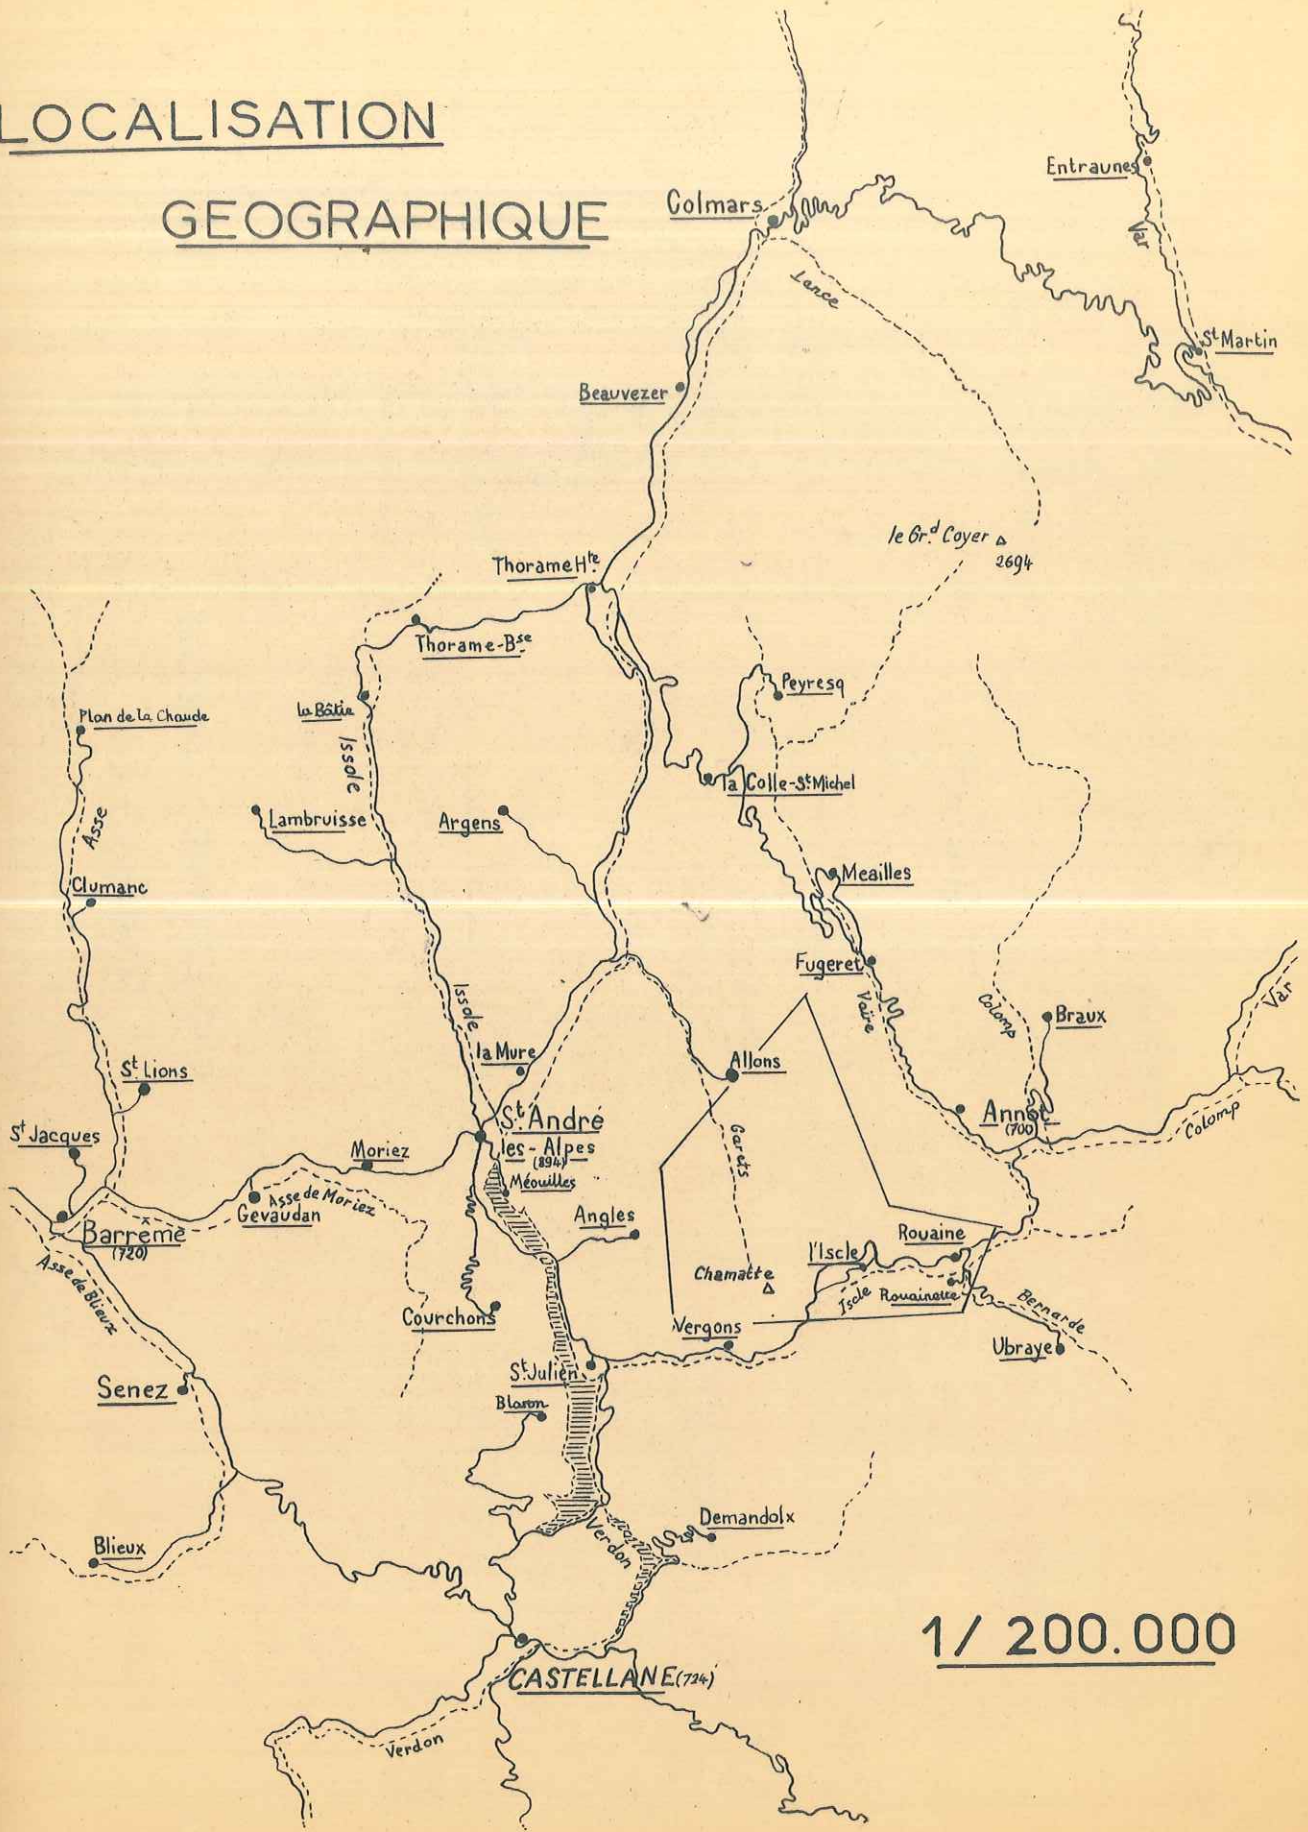 LOCALISATION
GEOGRAPHIQUE
Entraunes
Colmars
Var
Lance
St Martin
Beauvezer
le Gr.d Coyer
2694
Thorame Hte
Thorame-Bse
Peyresq
la Bâtie
Plan de la Chaude
Issole
la Colle-St Michel
Asse
Lambruisse
Argens
Meailles
Clumanc
Fugeret
Issole
Vaïre
Colomp
Braux
Var
la Mure
Allons
St Lions
St. André
les-Alpes
(894)
Annot
(700)
Colomp
St Jacques
Moriez
Garets
Méouilles
Asse de Moriez
Gevaudan
Angles
Barrême
(720)
Rouaine
l'Iscle
Asse de Blieux
Chamatte
Iscle
Rouainette
Bernarde
Courchons
Vergons
Ubraye
St. Julien
Senez
Blaron
Demandolx
Verdon
Blieux
1/ 200.000
CASTELLANE (724)
Verdon